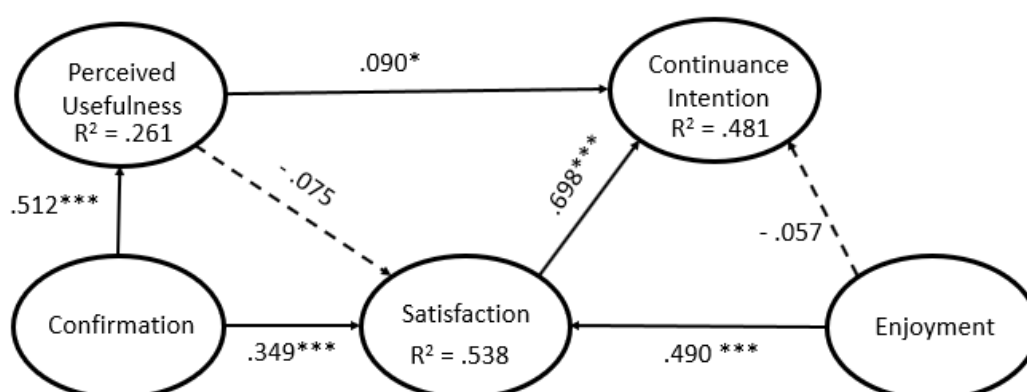 Perceived
Usefulness
R² = .261
.090*
Continuance
Intention
R² = .481
.512***
- .075
.698***
- .057
Confirmation
.349***
Satisfaction
R² = .538
.490 ***
Enjoyment